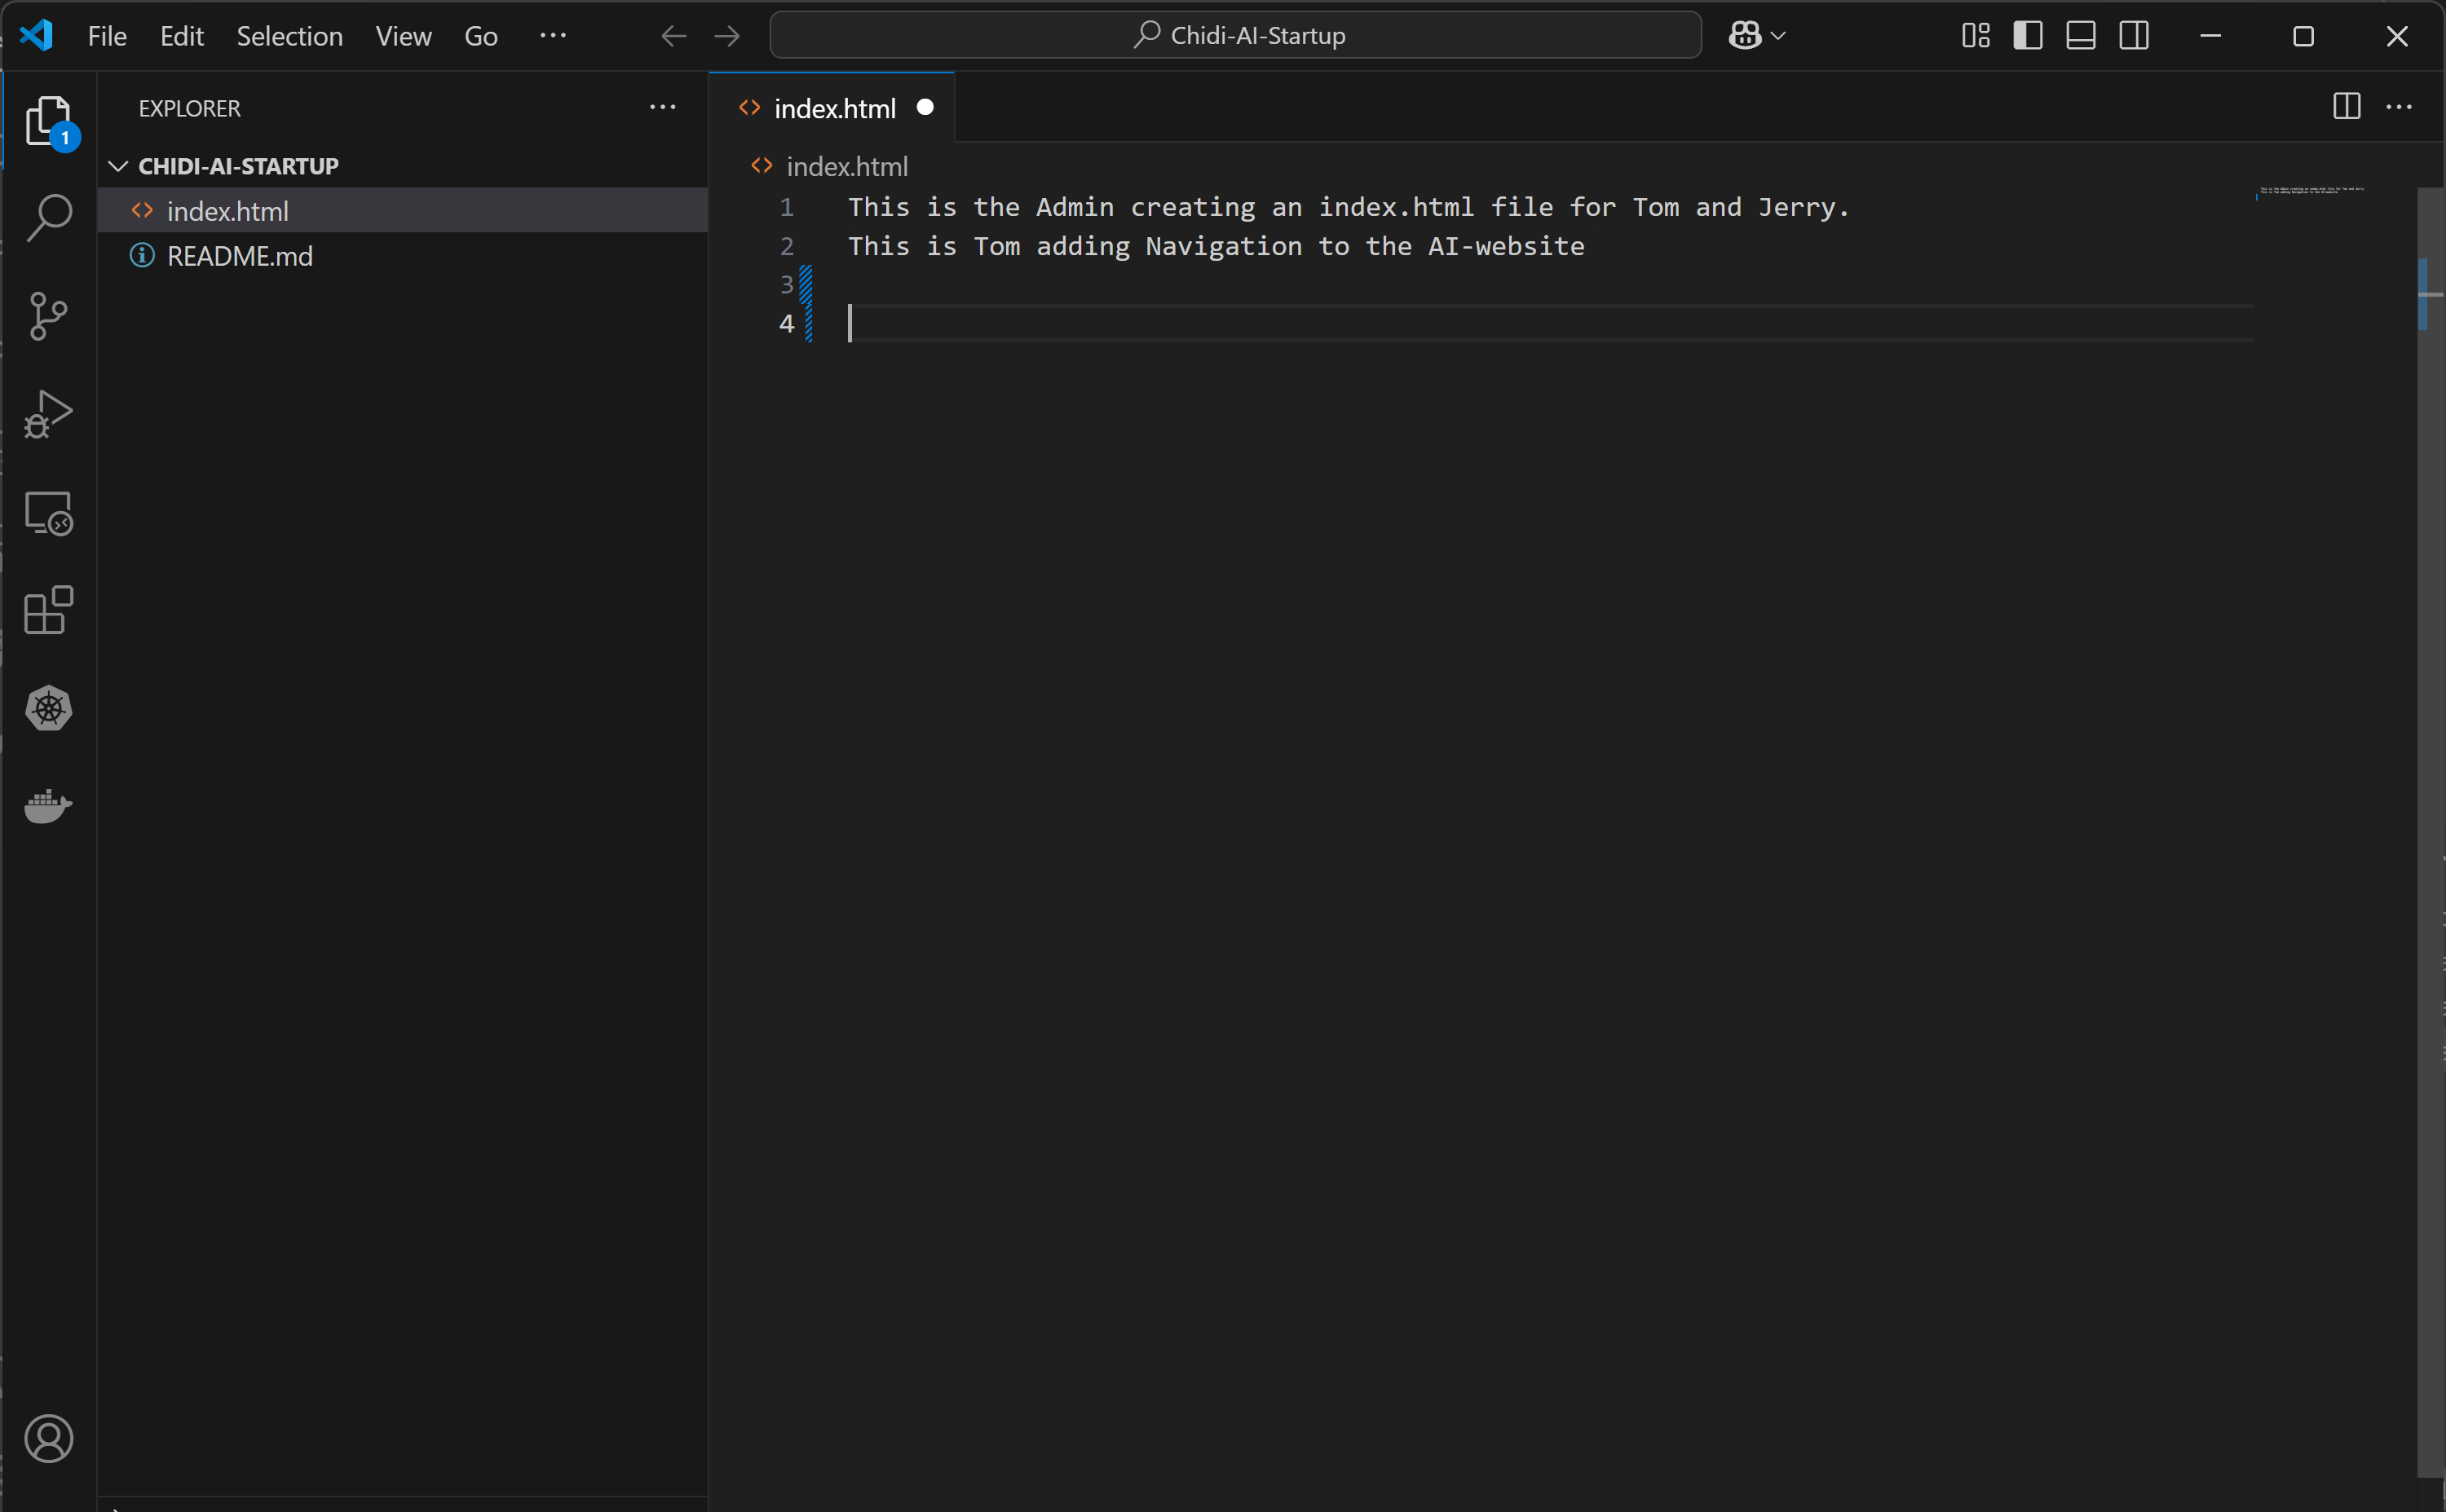 File Edit Selection View Go ... Chidi-AI-Startup
EXPLORER ...
1
CHIDI-AI-STARTUP
index.html
README.md
index.html
index.html
1 This is the Admin creating an index.html file for Tom and Jerry.
2 This is Tom adding Navigation to the AI-website
3
4